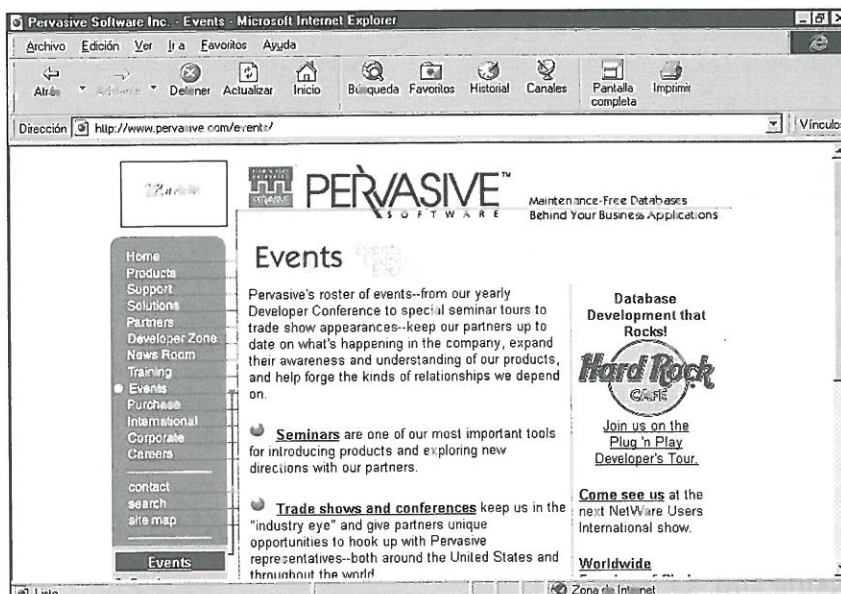 Pervasive Software Inc. - Events - Microsoft Internet Explorer
Archivo Edición Ver Ir a Favoritos Ayuda
Atrás Adelante Detener Actualizar Inicio Búsqueda Favoritos Historial Canales Pantalla completa Imprimir
Dirección http://www.pervasive.com/events/ Vínculos
PERVASIVE™
SOFTWARE
Maintenance-Free Databases
Behind Your Business Applications
Home
Products
Support
Solutions
Partners
Developer Zone
News Room
Training
Events
Purchase
International
Corporate
Careers
contact
search
site map
Events
Events
Events
Events
Events
Pervasive's roster of events--from our yearly
Developer Conference to special seminar tours to
trade show appearances--keep our partners up to
date on what's happening in the company, expand
their awareness and understanding of our products,
and help forge the kinds of relationships we depend
on.
Seminars are one of our most important tools
for introducing products and exploring new
directions with our partners.
Trade shows and conferences keep us in the
"industry eye" and give partners unique
opportunities to hook up with Pervasive
representatives--both around the United States and
throughout the world
Database
Development that
Rocks!
Hard Rock
CAFE
Join us on the
Plug 'n Play
Developer's Tour.
Come see us at the
next NetWare Users
International show.
Worldwide
Listo
Zona de Internet